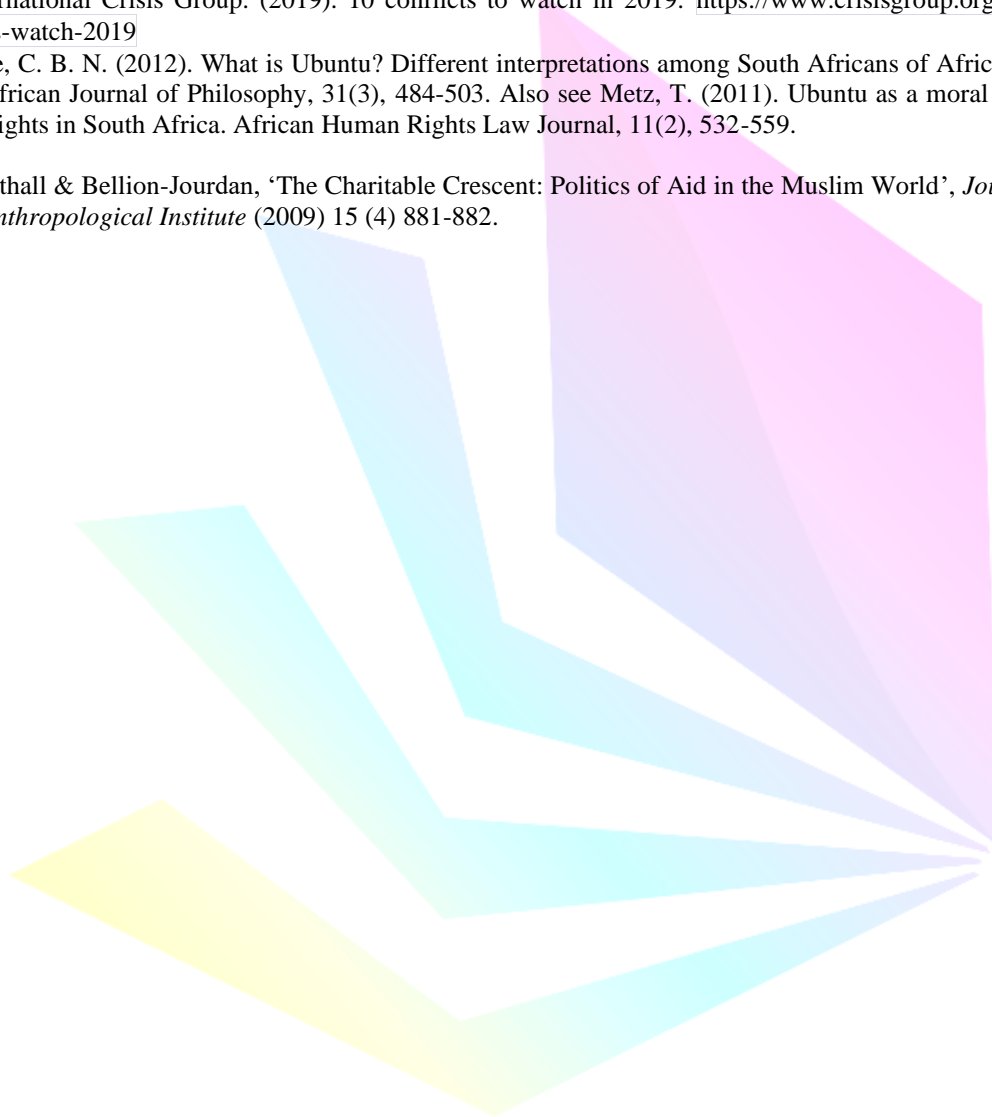 rnational Crisis Group. (2019). 10 conflicts to watch in 2019. https://www.crisisgroup.org
-watch-2019
e, C. B. N. (2012). What is Ubuntu? Different interpretations among South Africans of Afric
frican Journal of Philosophy, 31(3), 484-503. Also see Metz, T. (2011). Ubuntu as a moral
ights in South Africa. African Human Rights Law Journal, 11(2), 532-559.
thall & Bellion-Jourdan, ‘The Charitable Crescent: Politics of Aid in the Muslim World’, Jou
nthropological Institute (2009) 15 (4) 881-882.